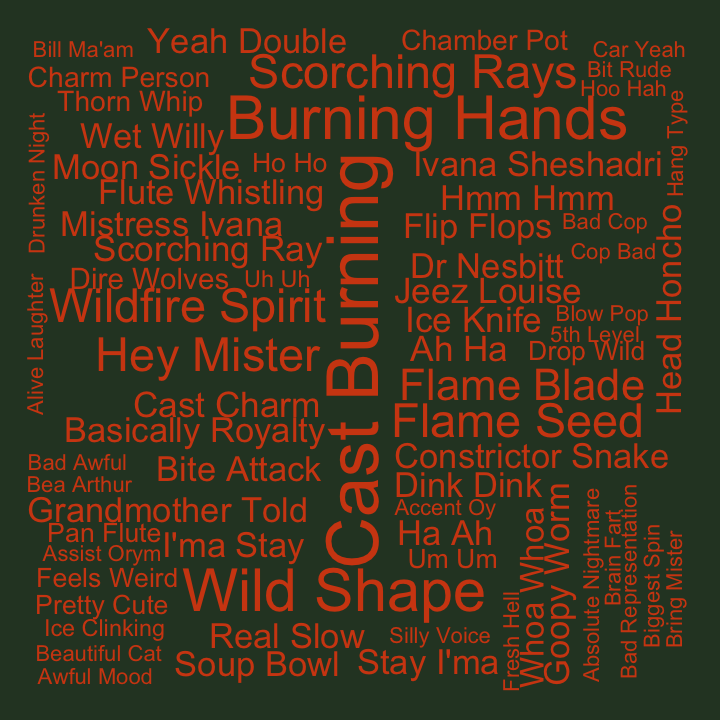 Bill Ma'am
Yeah Double
Chamber Pot
Car Yeah
Charm Person
Scorching Rays
Bit Rude
Hoo Hah
Thorn Whip
Burning Hands
Hang Type
Wet Willy
Drunken Night
Moon Sickle
Ho Ho
Ivana Sheshadri
Flute Whistling
Hmm Hmm
Mistress Ivana
Flip Flops
Bad Cop
Scorching Ray
Cop Bad
Dire Wolves
Uh Uh
Dr Nesbitt
Head Honcho
Wildfire Spirit
Jeez Louise
Alive Laughter
Cast Burning
Ice Knife
Blow Pop
5th Level
Hey Mister
Ah Ha
Drop Wild
Flame Blade
Cast Charm
Flame Seed
Basically Royalty
Constrictor Snake
Bad Awful
Bite Attack
Bea Arthur
Dink Dink
Grandmother Told
Accent Oy
Pan Flute
Ha Ah
I'ma Stay
Assist Orym
Um Um
Feels Weird
Wild Shape
Whoa Whoa
Goopy Worm
Absolute Nightmare
Brain Fart
Bad Representation
Biggest Spin
Bring Mister
Pretty Cute
Ice Clinking
Real Slow
Silly Voice
Fresh Hell
Beautiful Cat
Soup Bowl
Stay I'ma
Awful Mood